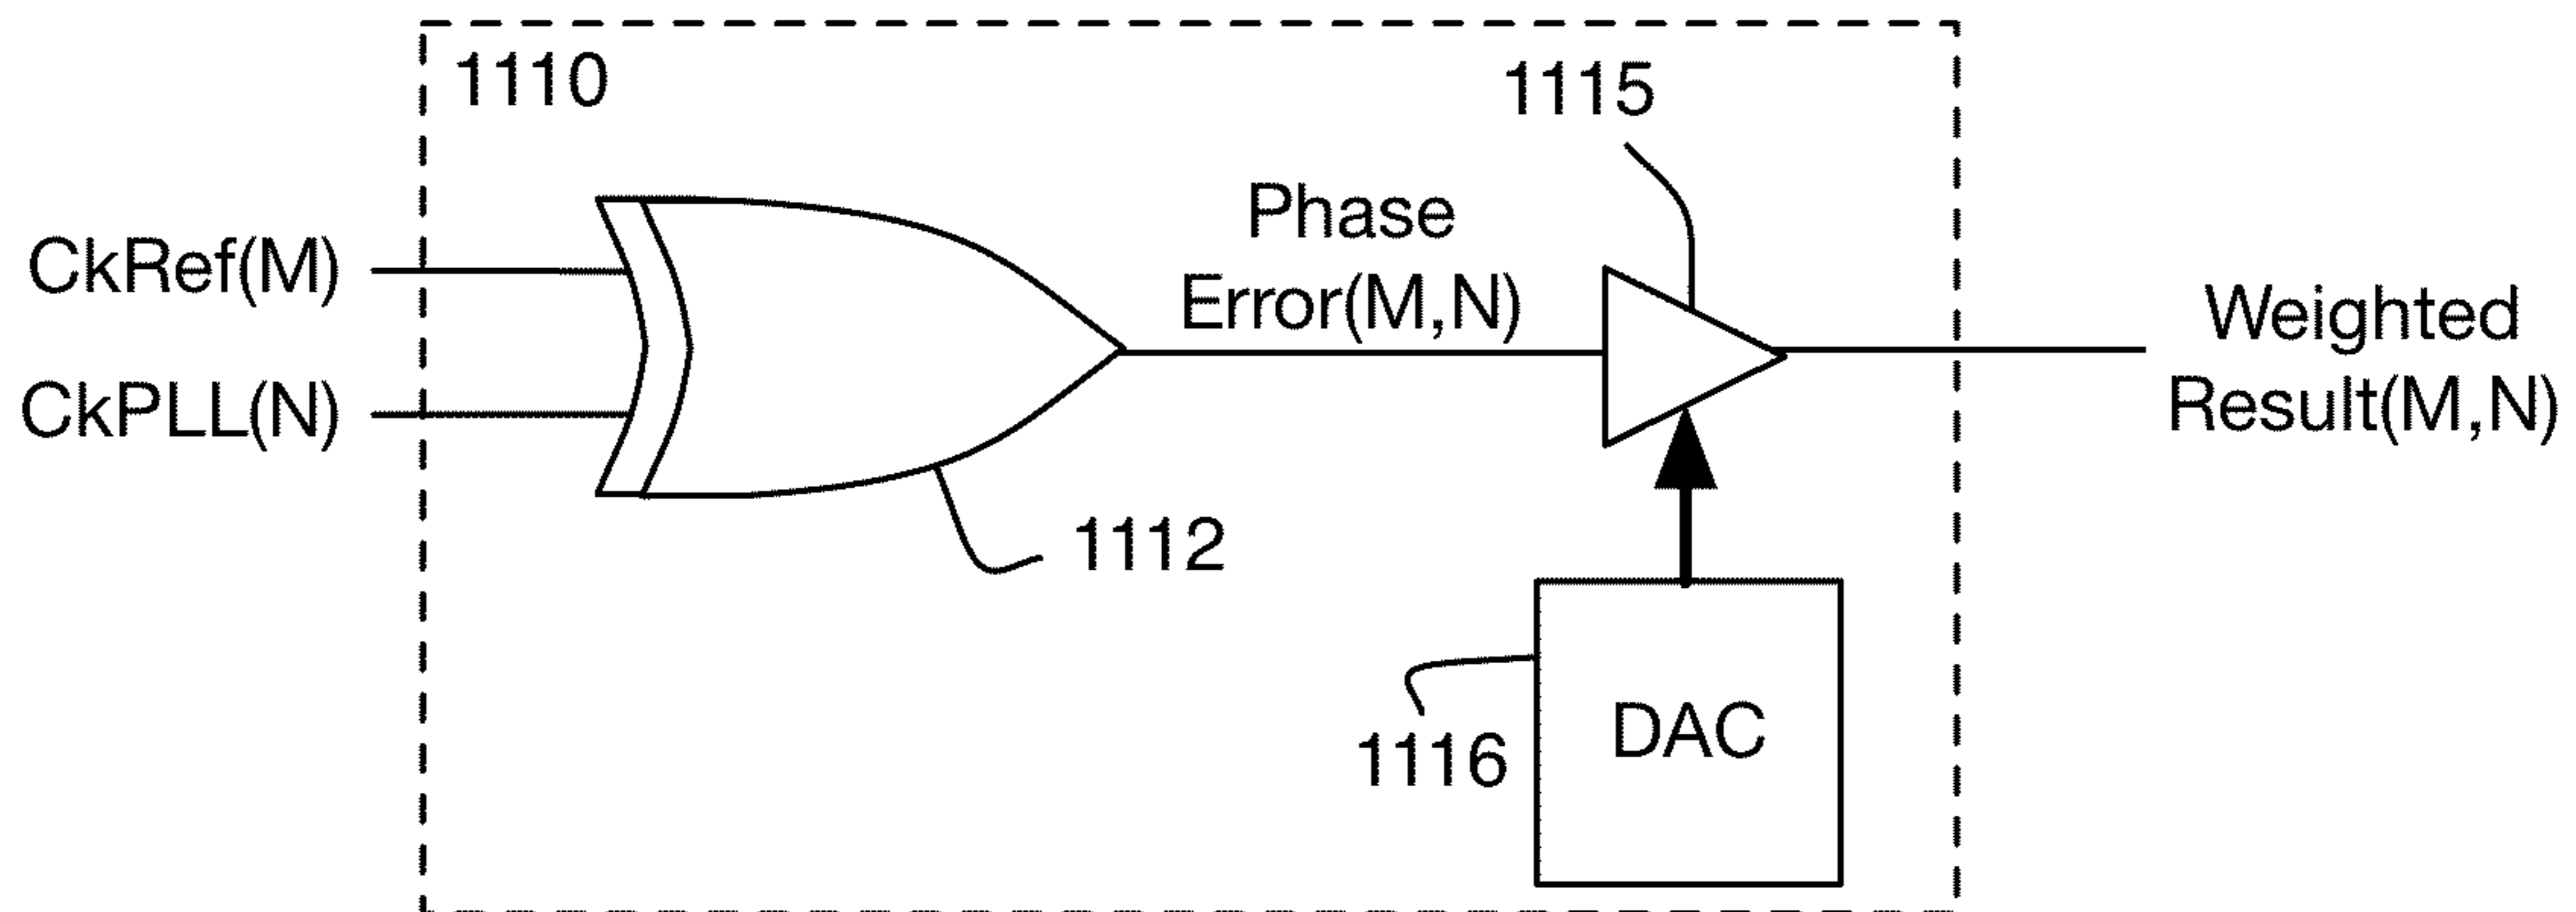 1110
1115
CkRef(M)
CkPLL(N)
Phase
Error(M,N)
Weighted
Result(M,N)
1112
1116
DAC